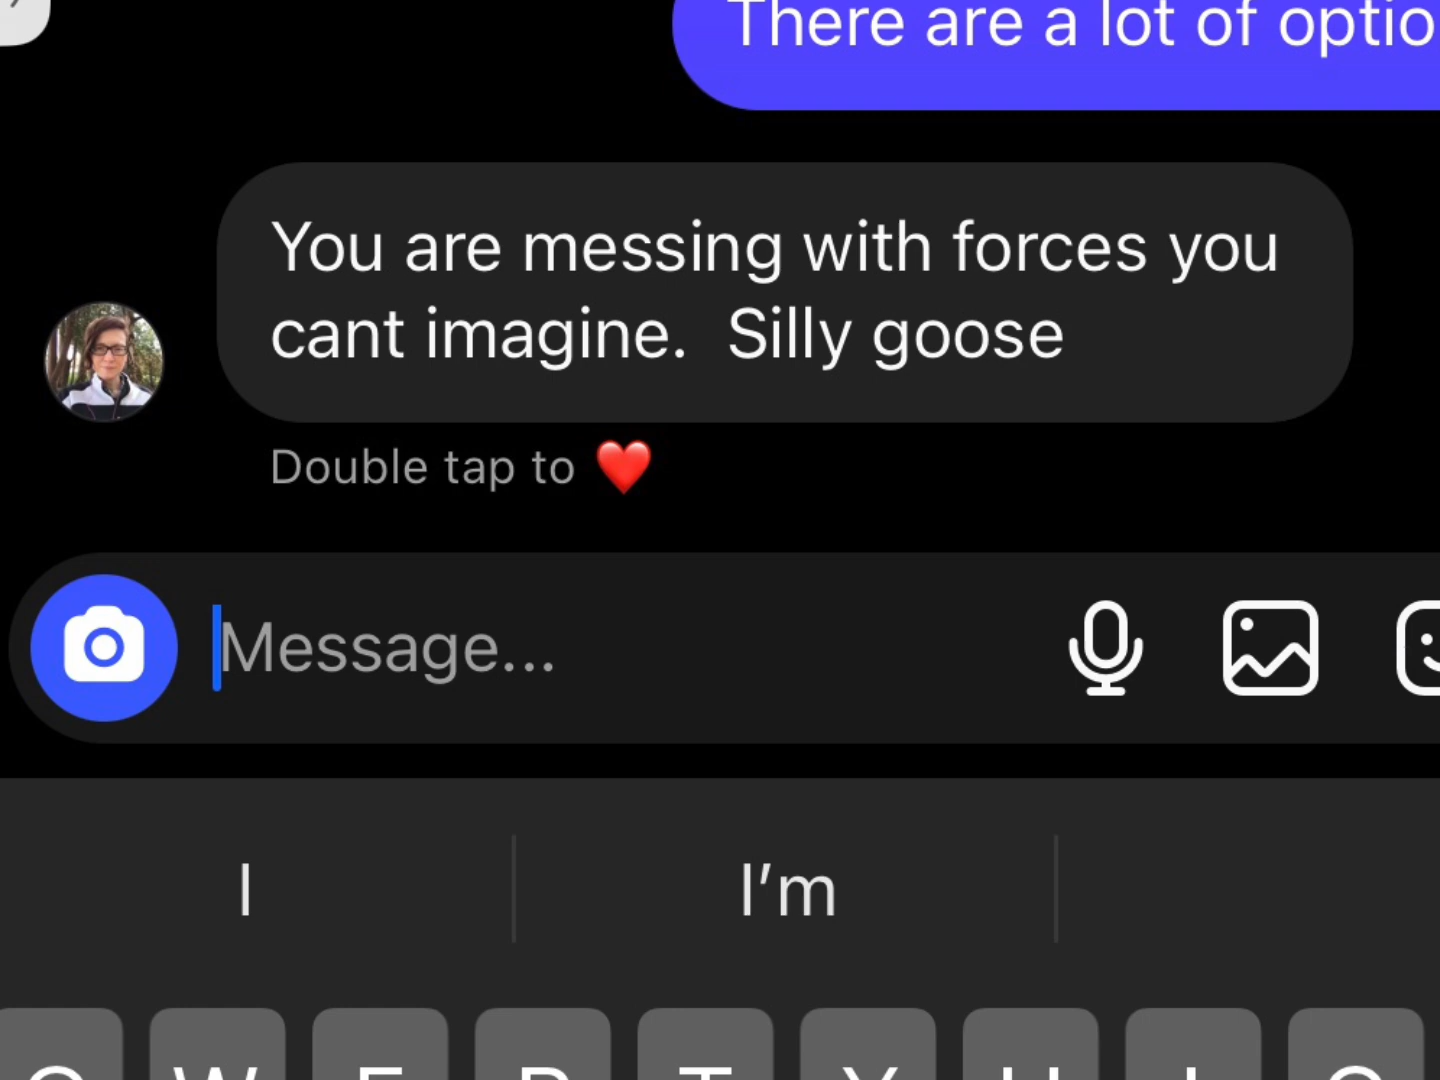 There are a lot of optio
You are messing with forces you
cant imagine.  Silly goose
Double tap to ❤️
Message...
I I’m